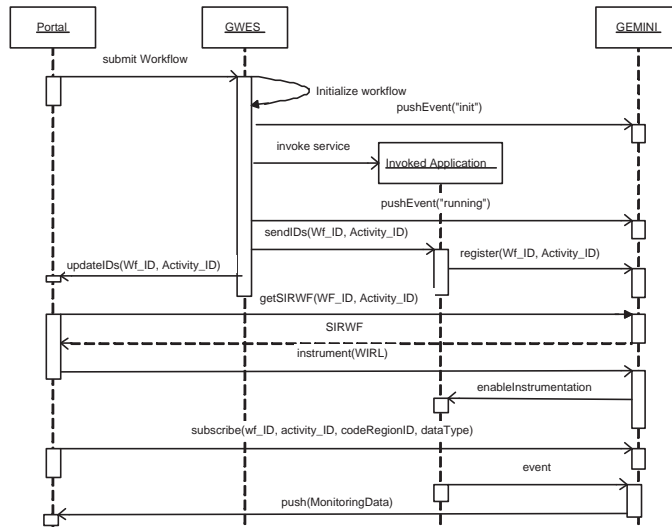 Portal
GWES
GEMINI
submit Workflow
Initialize workflow
pushEvent("init")
invoke service
Invoked Application
pushEvent("running")
sendIDs(Wf_ID, Activity_ID)
updateIDs(Wf_ID, Activity_ID)
register(Wf_ID, Activity_ID)
getSIRWF(WF_ID, Activity_ID)
SIRWF
instrument(WIRL)
enableInstrumentation
subscribe(wf_ID, activity_ID, codeRegionID, dataType)
event
push(MonitoringData)